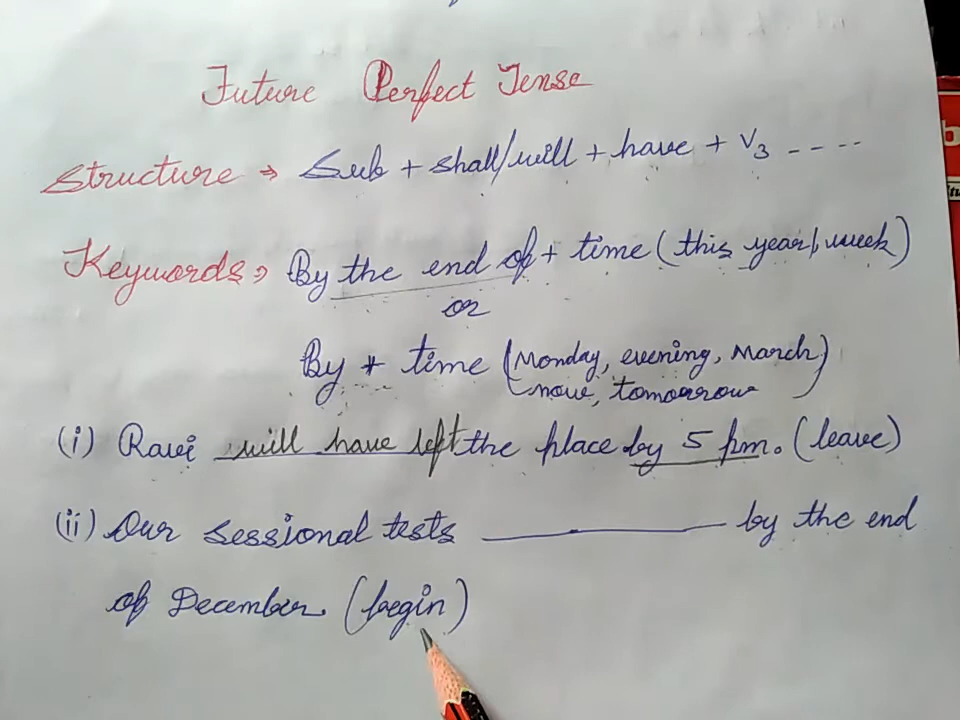 Future Perfect Tense
Structure → Sub + shall/will + have + V3 ----
Keywords → By the end of + time (this year/week)
or
By + time (Monday, evening, March
now, tomorrow)
(i) Ravi will have left the place by 5 pm. (leave)
(ii) Our sessional tests ________ by the end
of December. (begin)